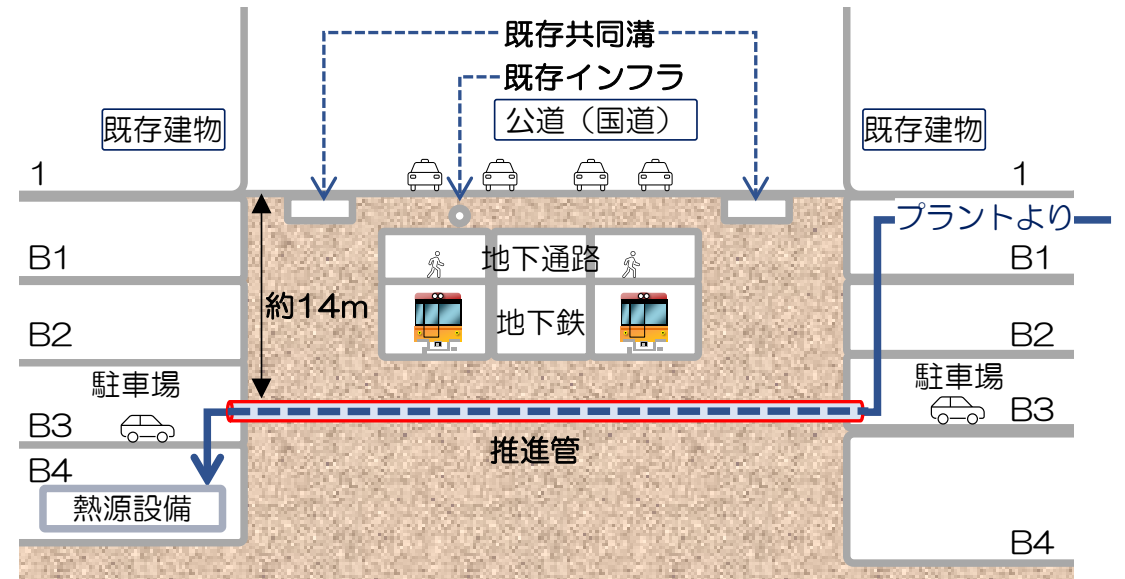 既存共同溝
既存インフラ
公道（国道）
既存建物
既存建物
1
1
プラントより
B1
地下通路
B1
約14m
地下鉄
B2
B2
駐車場
駐車場
B3
B3
推進管
B4
熱源設備
B4